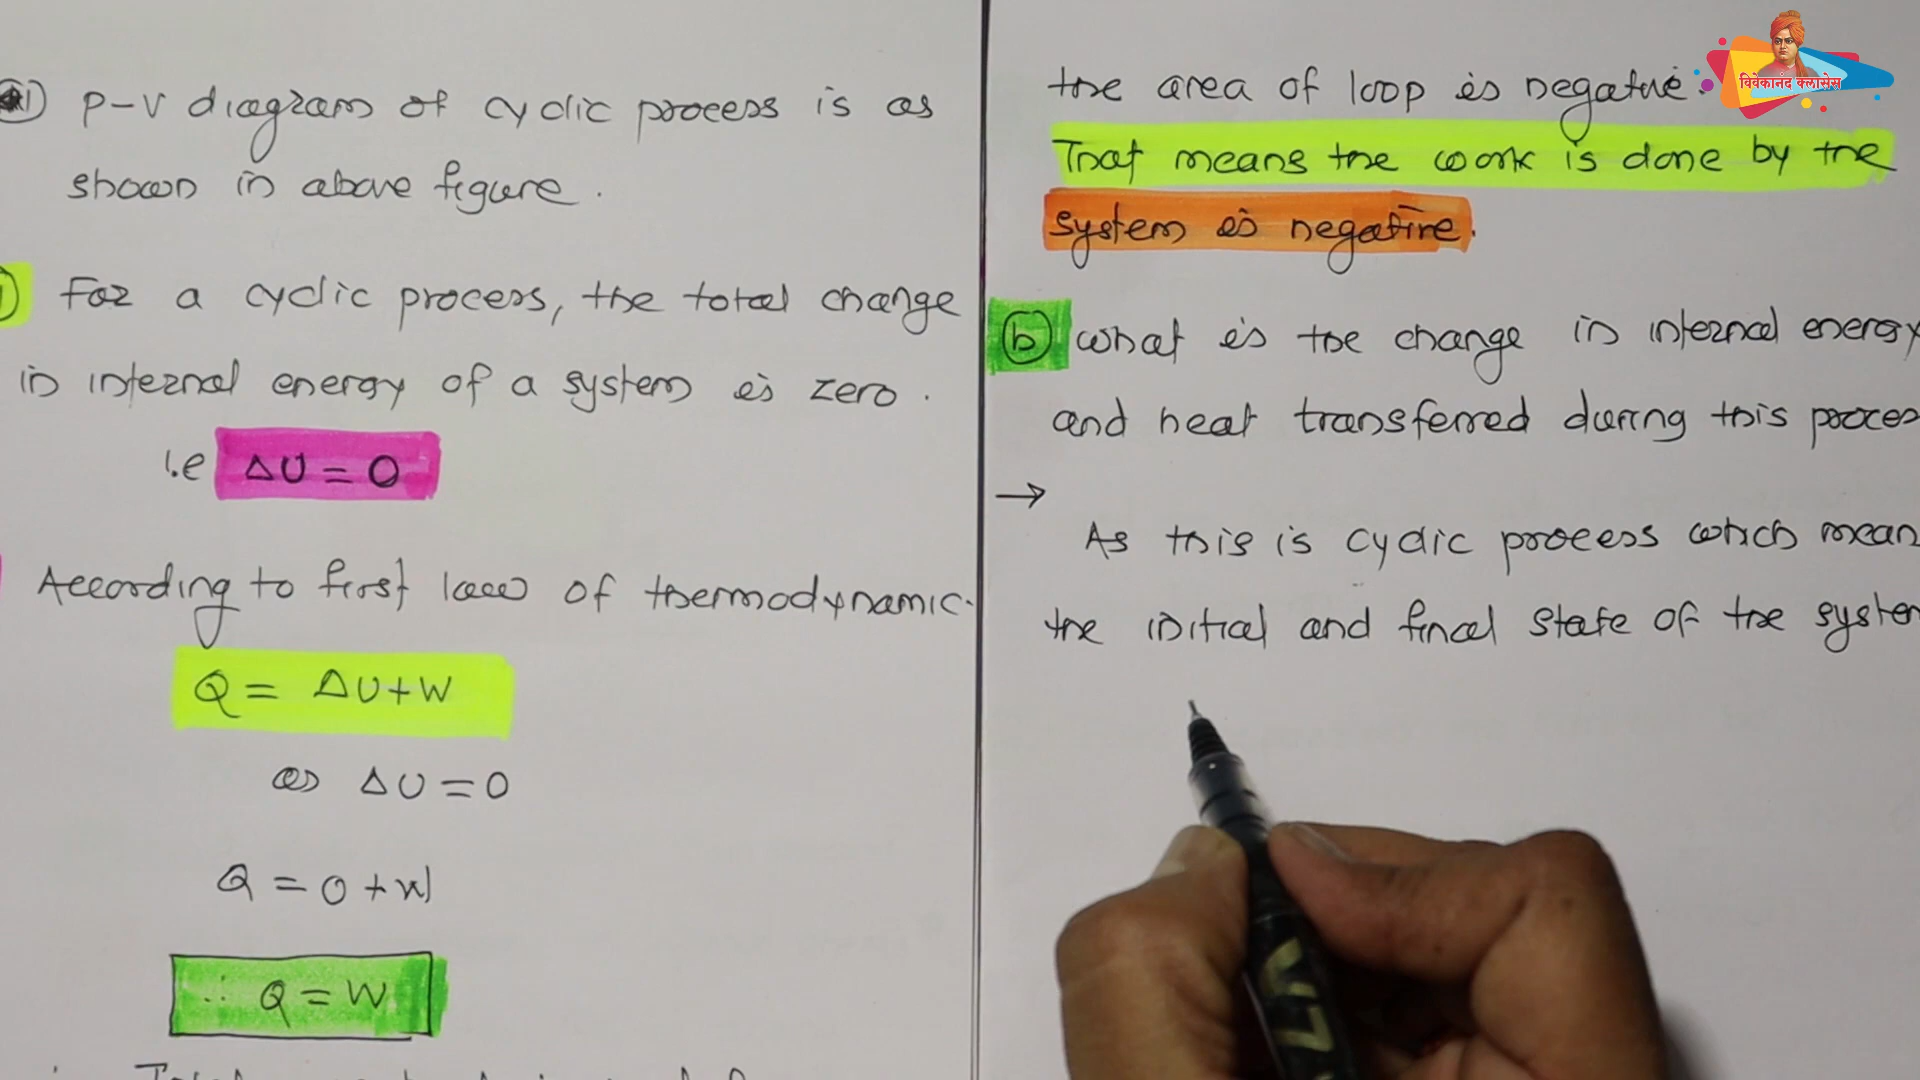 P-V diagram of cyclic process is as
shown in above figure.
For a cyclic process, the total change
in internal energy of a system is zero.
i.e ΔU = 0
According to first law of thermodynamic.
Q = ΔU+W
as ΔU = 0
Q = 0 + W
∴ Q = W
the area of loop is negative.
That means the work is done by the
system is negative.
(b) What is the change in internal energy
and heat transferred during this proces
→
As this is cyclic process which mean
the initial and final state of the system
विवेकानंद क्लासेस